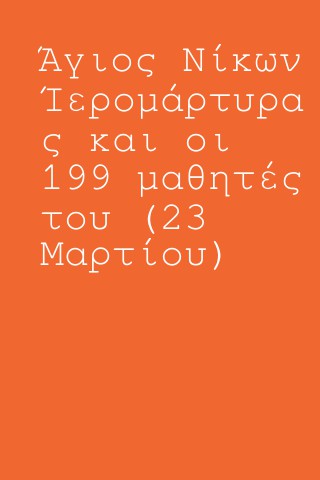 Άγιος Νίκων
Ίερομάρτυρα
ς και οι
199 μαθητές
του (23
Μαρτίου)